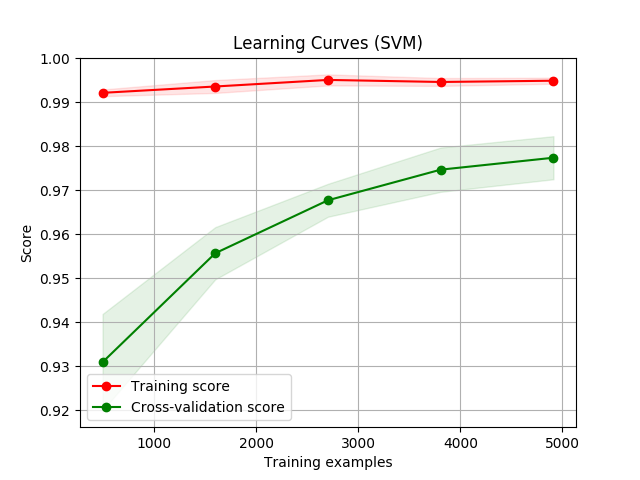 Learning Curves (SVM)
1.00
0.99
0.98
0.97
0.96
0.95
0.94
0.93
0.92
Score
Training score
Cross-validation score
1000
2000
3000
4000
5000
Training examples